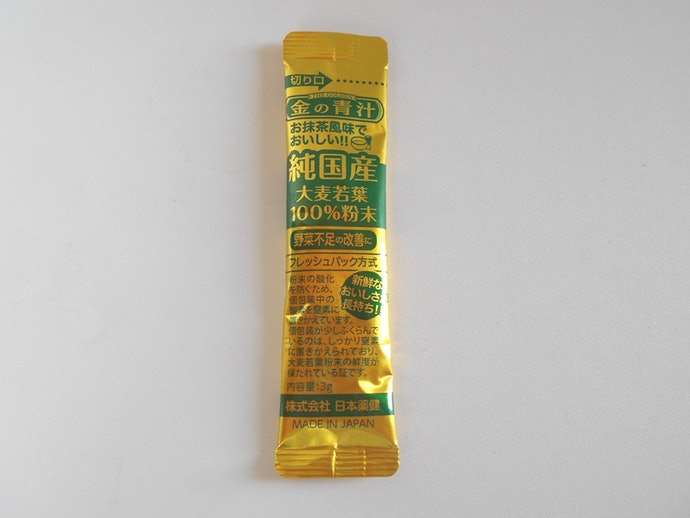 切り口
THE GOLDEN
金の青汁
お抹茶風味で
おいしい!!
純国産
大麦若葉
100%粉末
野菜不足の改善に
フレッシュパック方式
新鮮な
おいしさ
長持ち!
粉末の酸化
を防ぐため、
個包装中の
酸素を窒素に
置きかえています。
個包装が少しふくらんで
いるのは、しっかり窒素
に置きかえられており、
大麦若葉粉末の鮮度が
保たれている証です。
内容量:3g
株式会社 日本薬健
MADE IN JAPAN